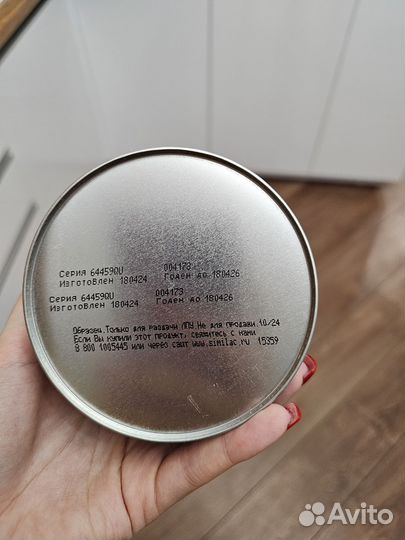 Серия 644590U 004173
Изготовлен 180424 Годен до 180426
Серия 644590U 004173
Изготовлен 180424 Годен до 180426
Образец.Только для раздачи ЛПУ.Не для продажи.10/24
Если Вы купили этот продукт, свяжитесь с нами
8 800 1005445 или через сайт www.similac.ru 15359
Avito